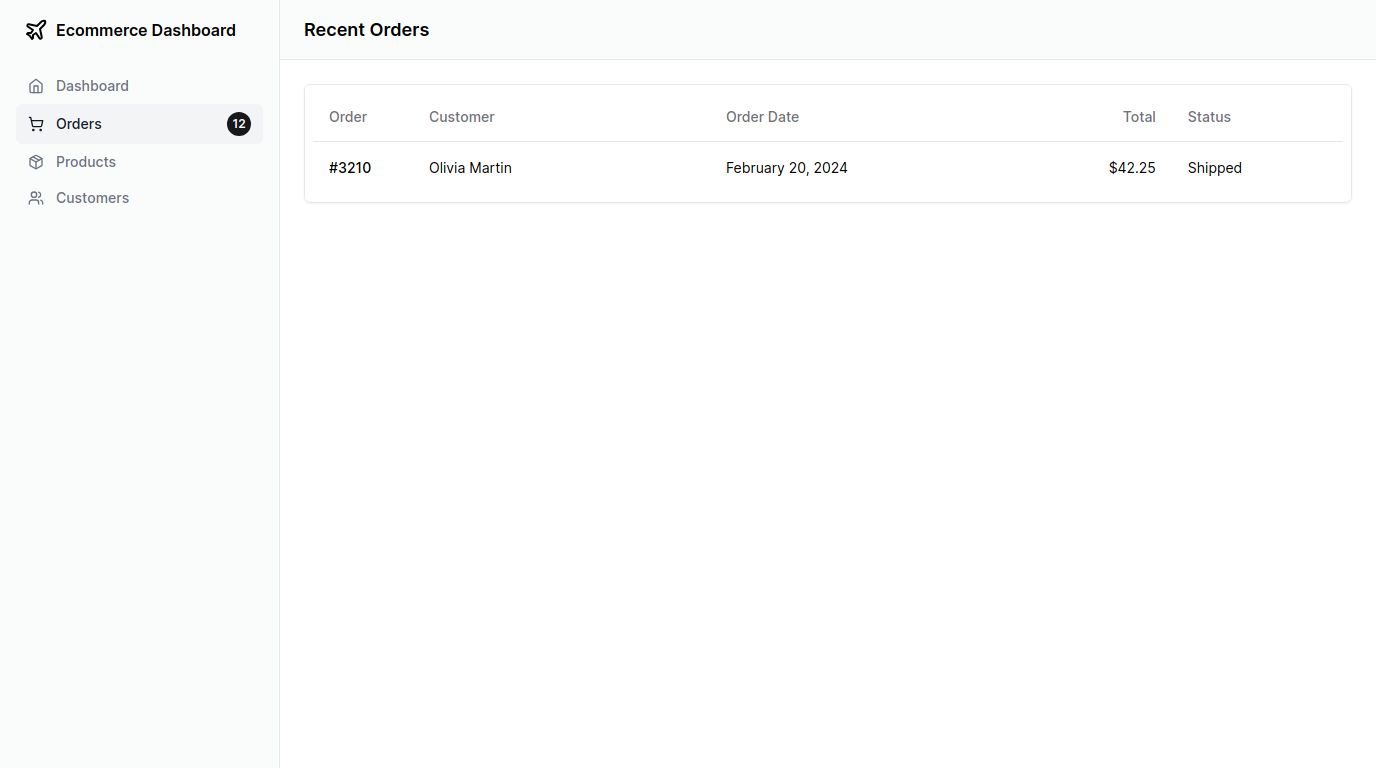 Ecommerce Dashboard
Dashboard
Orders 12
Products
Customers
Recent Orders
Order Customer Order Date Total Status
#3210 Olivia Martin February 20, 2024 $42.25 Shipped